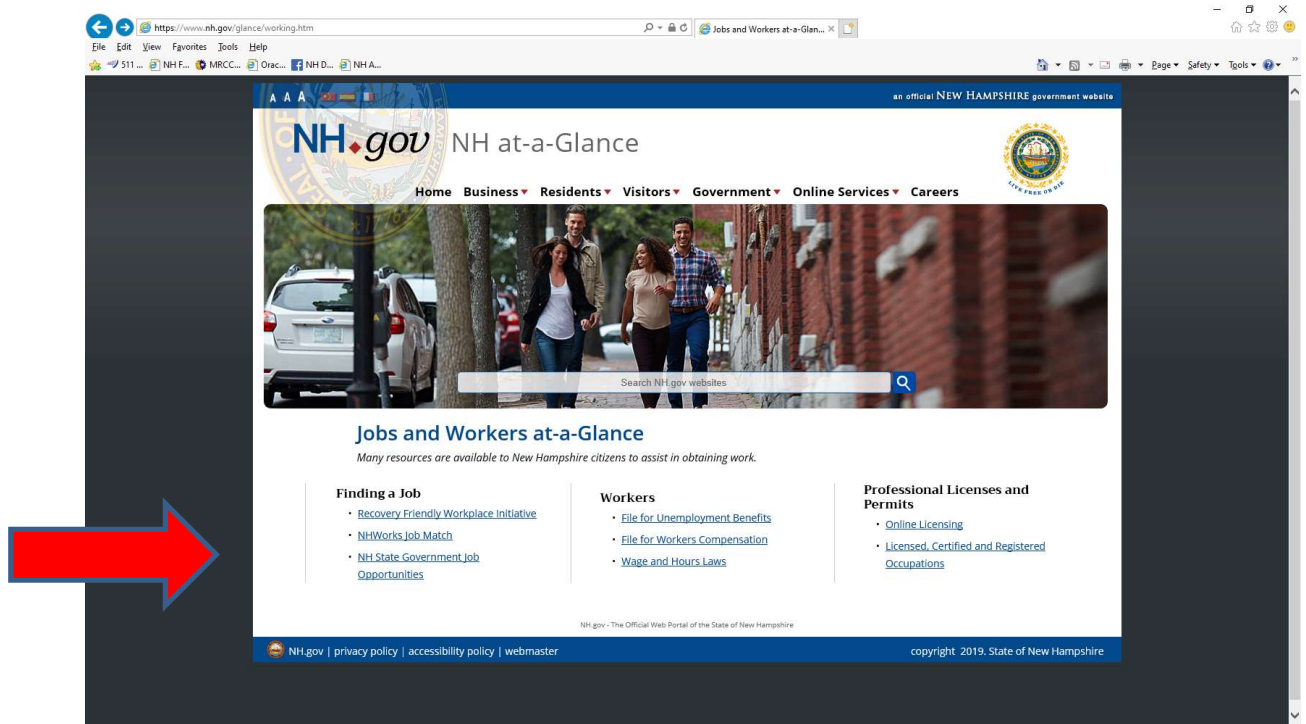 https://www.nh.gov/glance/working.htm
Jobs and Workers at-a-Glan...
File Edit View Favorites Tools Help
511 ... NH F... MRCC... Orac... NH D... NH A...
Page Safety Tools
A A A
an official NEW HAMPSHIRE government website
NH.gov NH at-a-Glance
LIVE FREE OR DIE
Home Business Residents Visitors Government Online Services Careers
Search NH.gov websites
Jobs and Workers at-a-Glance
Many resources are available to New Hampshire citizens to assist in obtaining work.
Finding a Job
• Recovery Friendly Workplace Initiative
• NHWorks Job Match
• NH State Government Job
Opportunities
Workers
• File for Unemployment Benefits
• File for Workers Compensation
• Wage and Hours Laws
Professional Licenses and
Permits
• Online Licensing
• Licensed, Certified and Registered
Occupations
NH.gov - The Official Web Portal of the State of New Hampshire
NH.gov | privacy policy | accessibility policy | webmaster
copyright 2019. State of New Hampshire